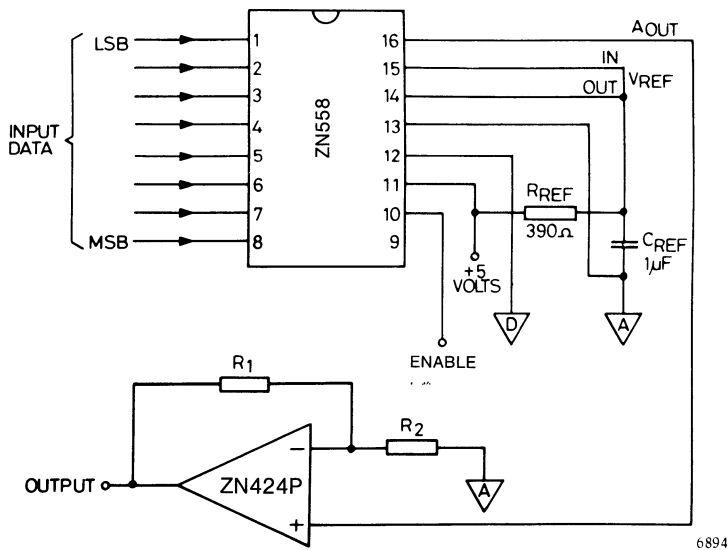 LSB
1
2
3
4
5
6
7
8
MSB
INPUT
DATA
ZN558
16
15
14
13
12
11
10
9
AOUT
IN
OUT
VREF
RREF
390Ω
CREF
1µF
+5
VOLTS
D
A
ENABLE
R1
R2
A
−
+
ZN424P
OUTPUT
6894